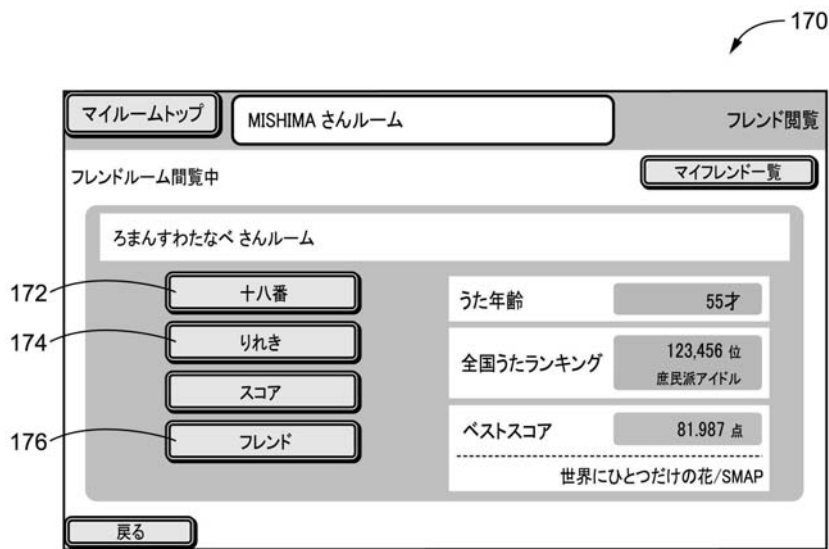 170
マイルームトップ
MISHIMA さんルーム
フレンド閲覧
フレンドルーム閲覧中
マイフレンド一覧
ろまんすわたなべ さんルーム
172
十八番
174
りれき
スコア
176
フレンド
うた年齢
55才
全国うたランキング
123,456 位
庶民派アイドル
ベストスコア
81.987 点
世界にひとつだけの花/SMAP
戻る